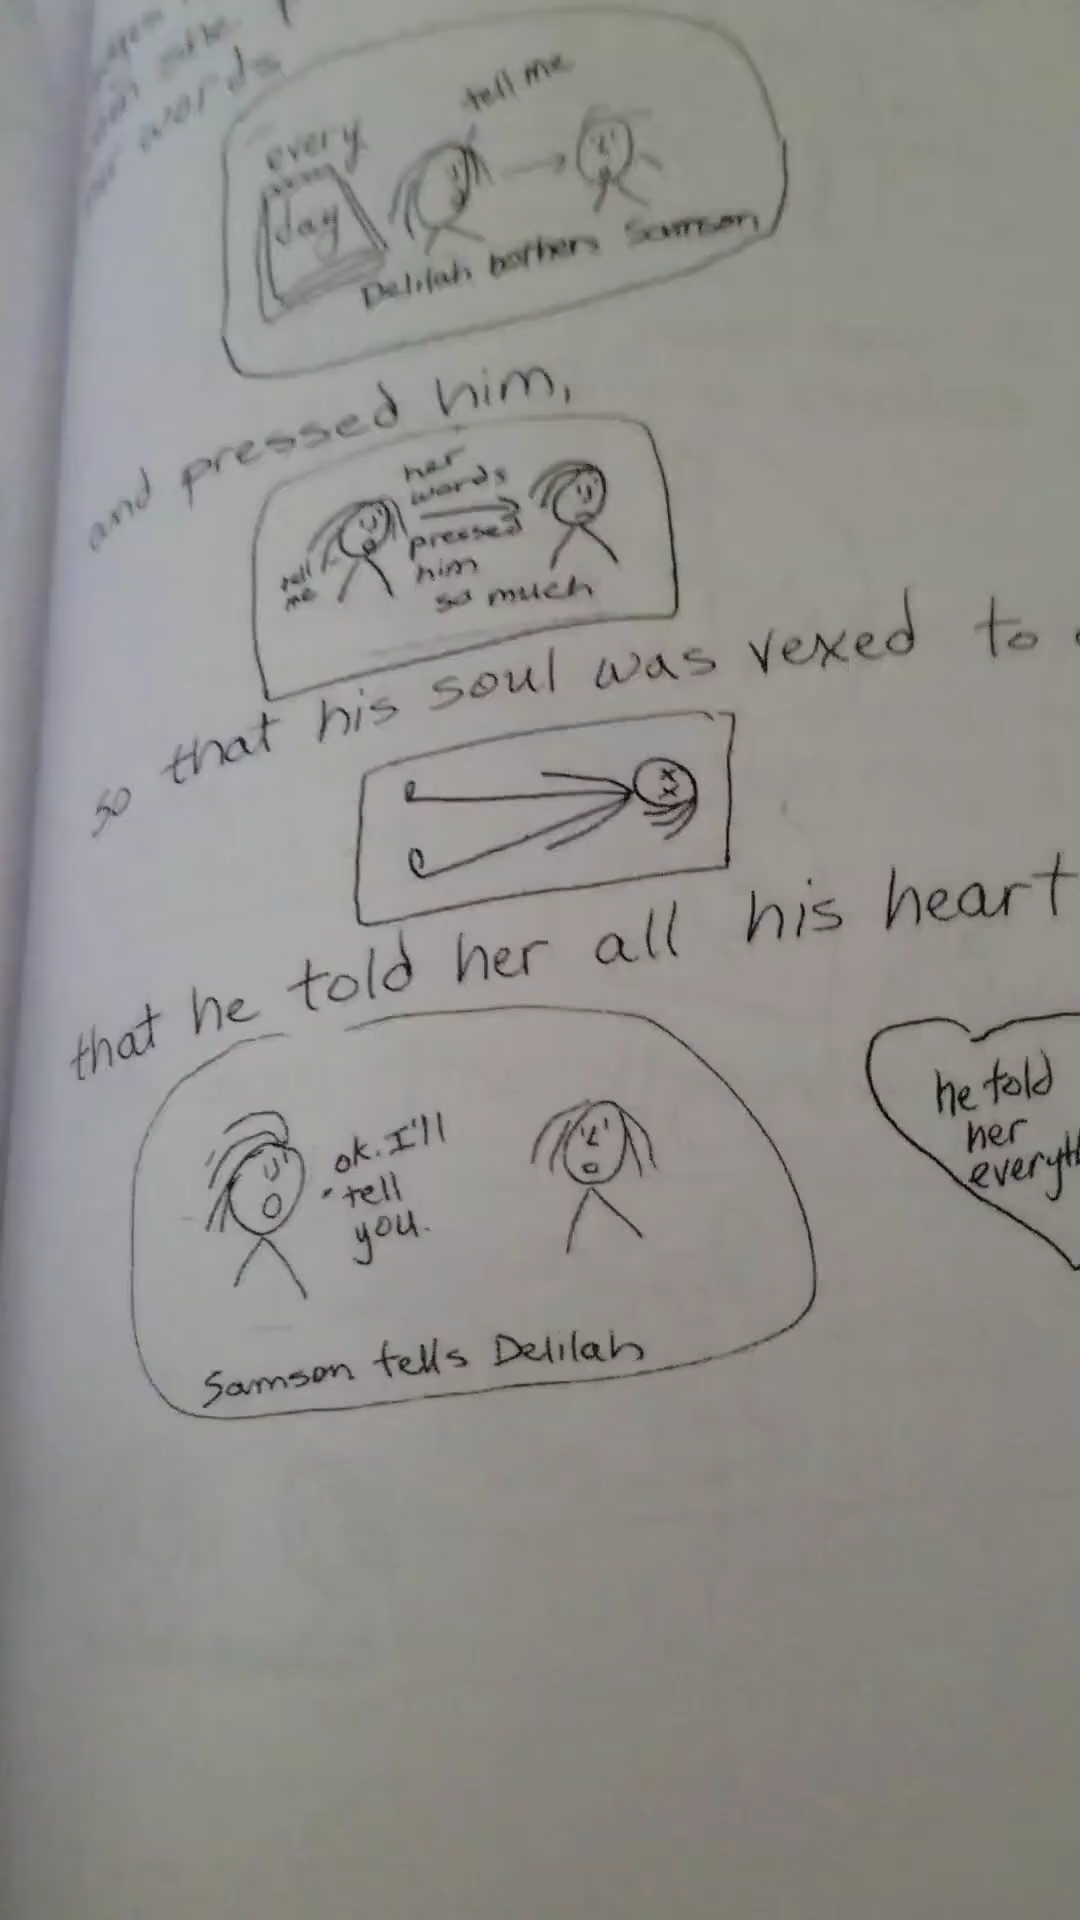 words
every
day
tell me
Delilah bothers Samson
and pressed him,
her
words
pressed
him
so much
tell
me
so that his soul was vexed to
that he told her all his heart
ok. I'll
tell
you.
he told
her
Samson tells Delilah